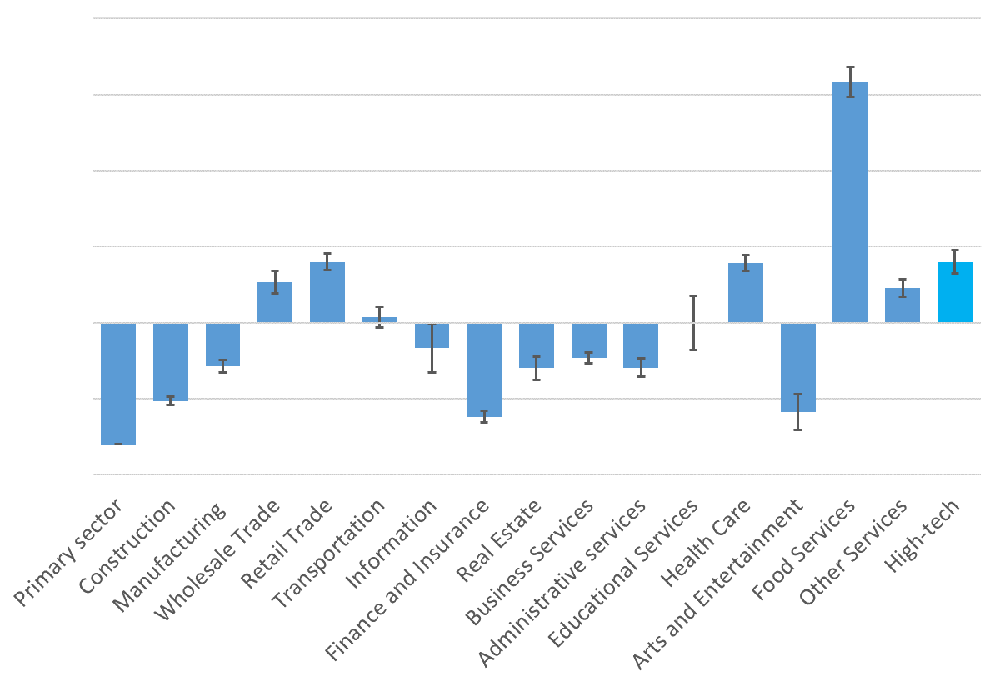 Primary sector
Construction
Manufacturing
Wholesale Trade
Retail Trade
Transportation
Information
Finance and Insurance
Real Estate
Business Services
Administrative services
Educational Services
Health Care
Arts and Entertainment
Food Services
Other Services
High-tech